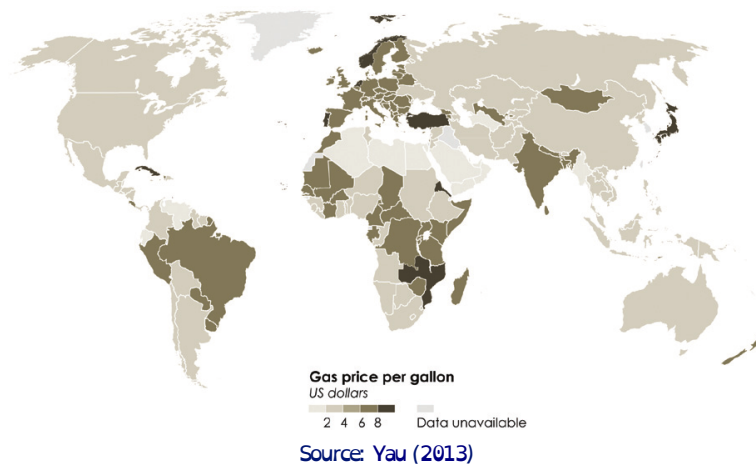 Gas price per gallon
US dollars
2 4 6 8
Data unavailable
Source: Yau (2013)